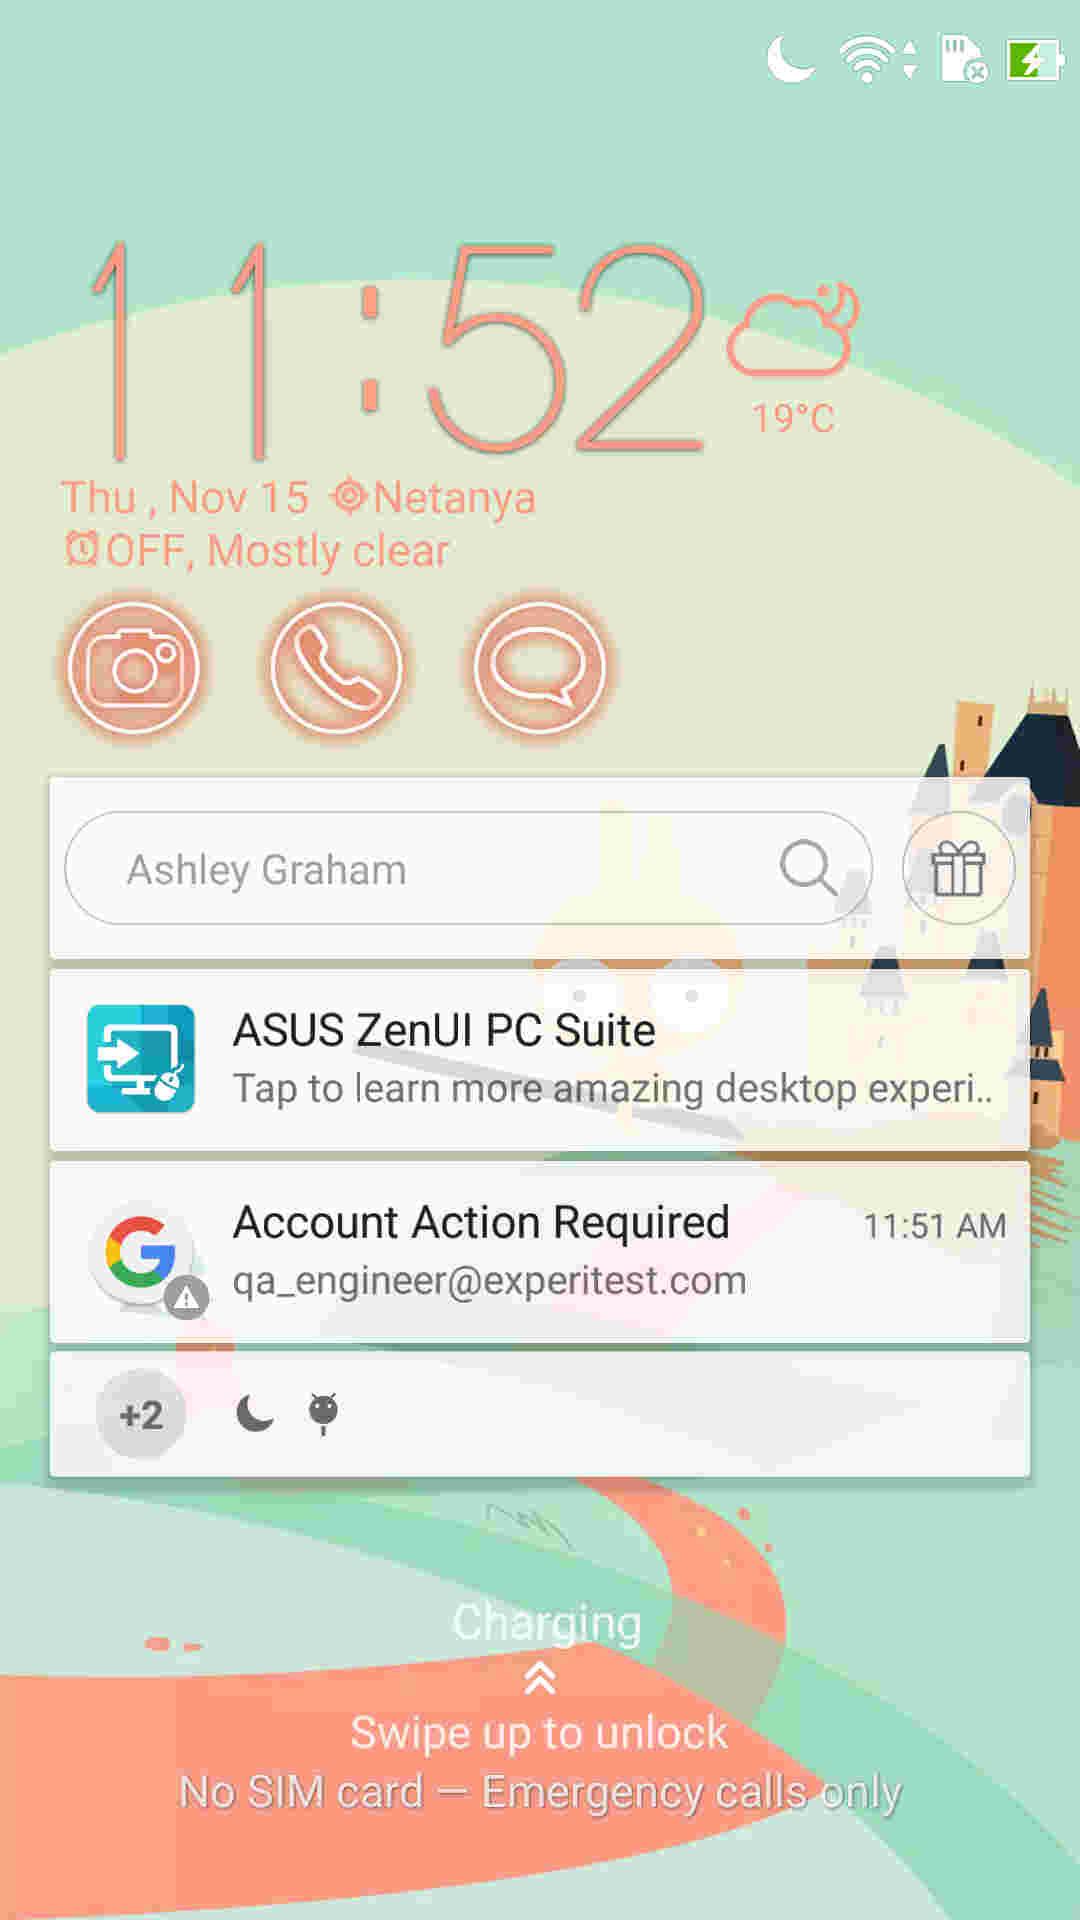 11:52
19°C
Thu , Nov 15 Netanya
OFF, Mostly clear
Ashley Graham
ASUS ZenUI PC Suite
Tap to learn more amazing desktop experi..
Account Action Required 11:51 AM
qa_engineer@experitest.com
+2
Charging
Swipe up to unlock
No SIM card — Emergency calls only